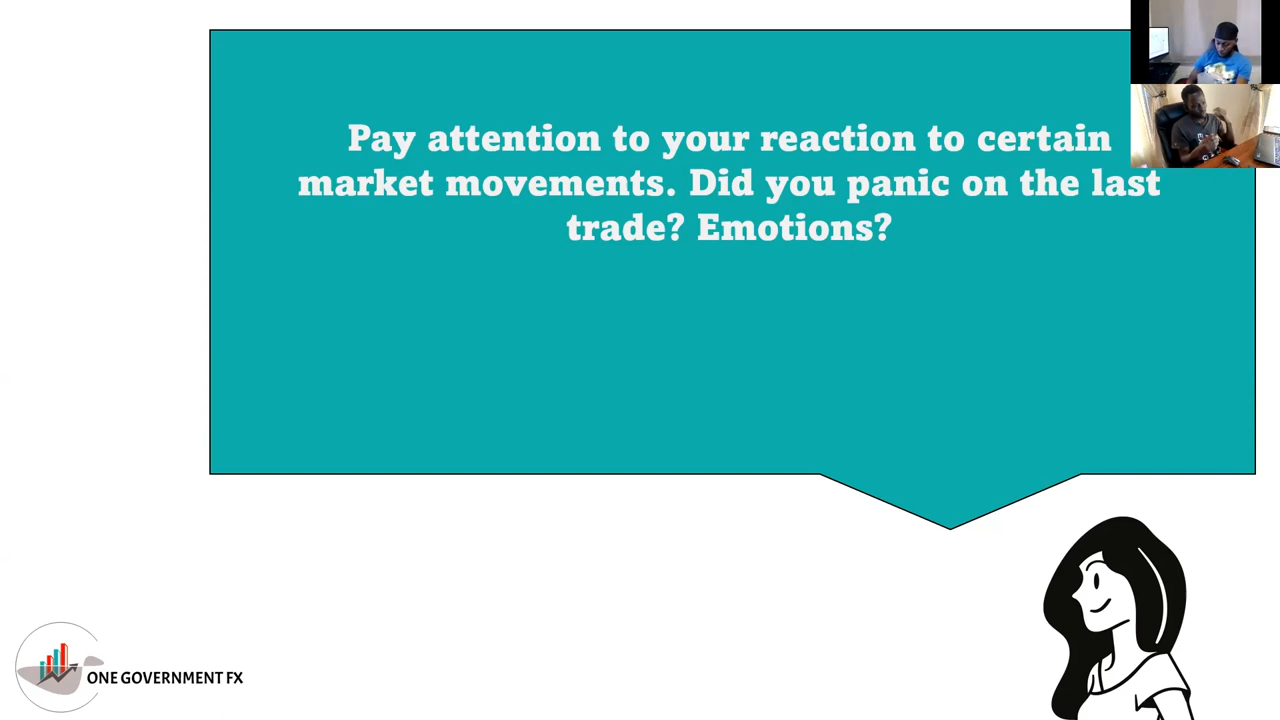 Pay attention to your reaction to certain
market movements. Did you panic on the last
trade? Emotions?
ONE GOVERNMENT FX